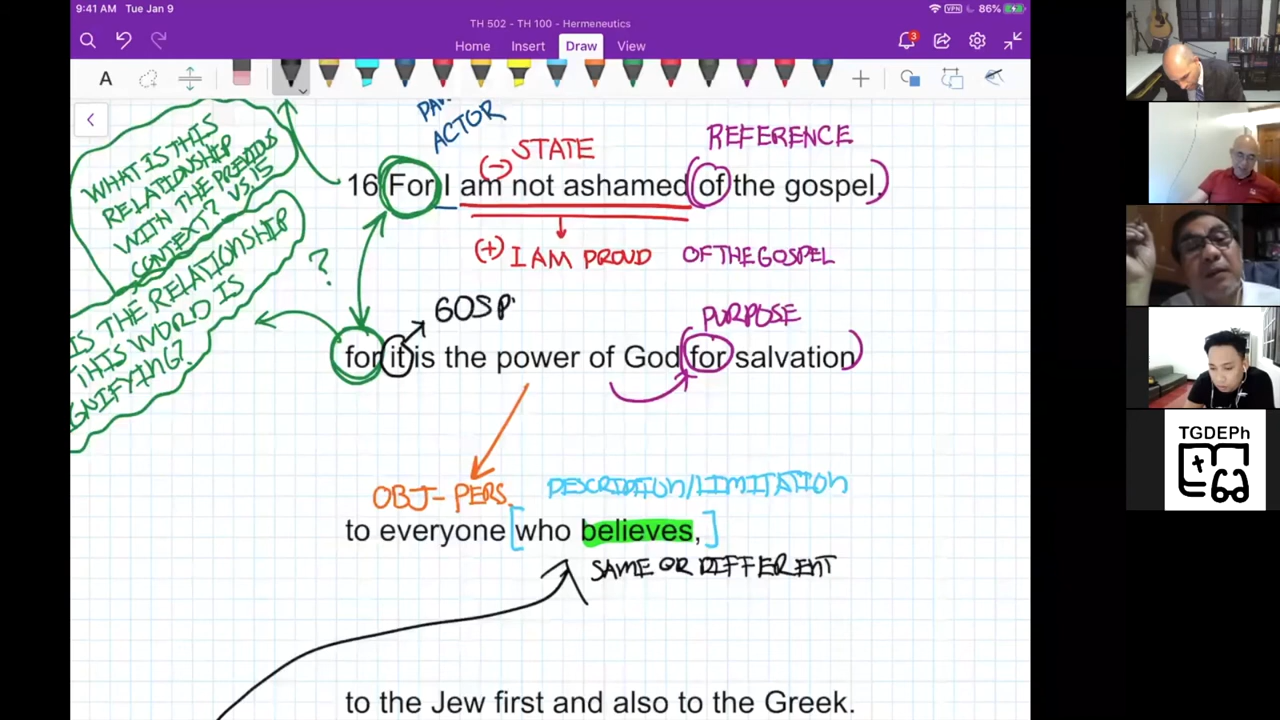 9:41 AM Tue Jan 9
86%
TH 502 - TH 100 - Hermeneutics
Home Insert Draw View
3
VPN
A
ACTOR
REFERENCE
(-) STATE
16 For I am not ashamed (of the gospel,)
(+) I AM PROUD OF THE GOSPEL
WHAT IS THIS
RELATIONSHIP
WITH THE PREVIOUS
CONTEXT? VS. 15
?
IS THE RELATIONSHIP
THIS WORD IS
GNIFYING?
GOSP
PURPOSE
for it is the power of God (for salvation)
OBJ-PERS. DESCRIPTION/LIMITATION
to everyone [who believes,]
SAME OR DIFFERENT
to the Jew first and also to the Greek.
TGDEPh